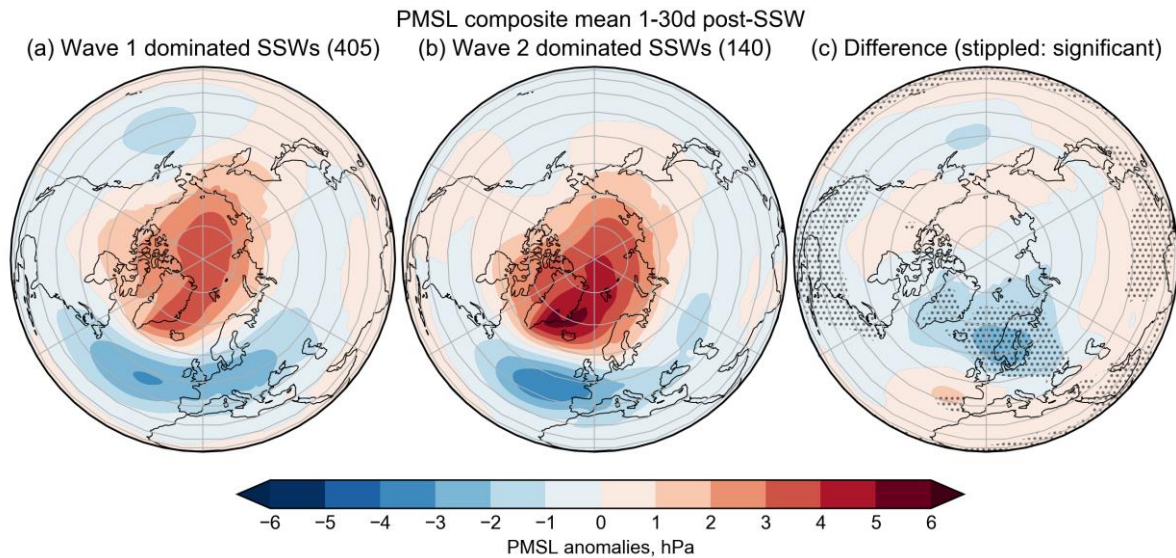 PMSL composite mean 1-30d post-SSW
(a) Wave 1 dominated SSWs (405)
(b) Wave 2 dominated SSWs (140)
(c) Difference (stippled: significant)
−6 −5 −4 −3 −2 −1 0 1 2 3 4 5 6
PMSL anomalies, hPa